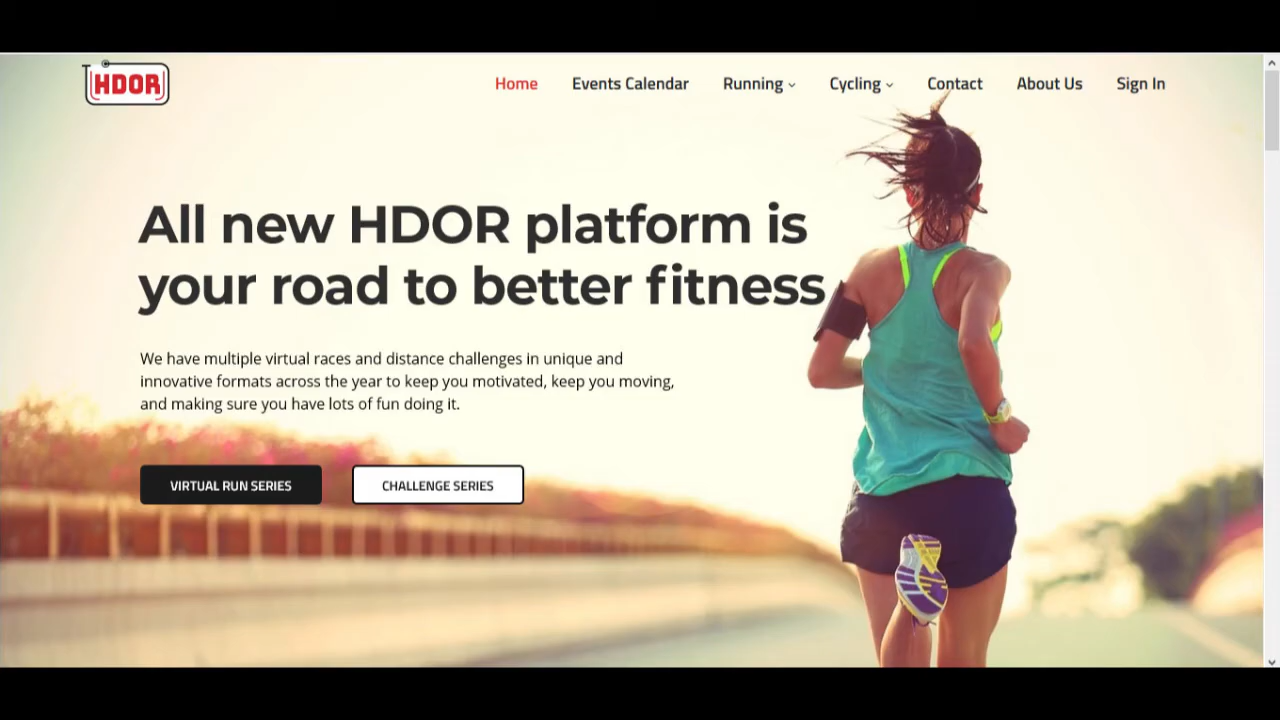 HDOR
Home Events Calendar Running Cycling Contact About Us Sign In
All new HDOR platform is
your road to better fitness
We have multiple virtual races and distance challenges in unique and
innovative formats across the year to keep you motivated, keep you moving,
and making sure you have lots of fun doing it.
VIRTUAL RUN SERIES CHALLENGE SERIES